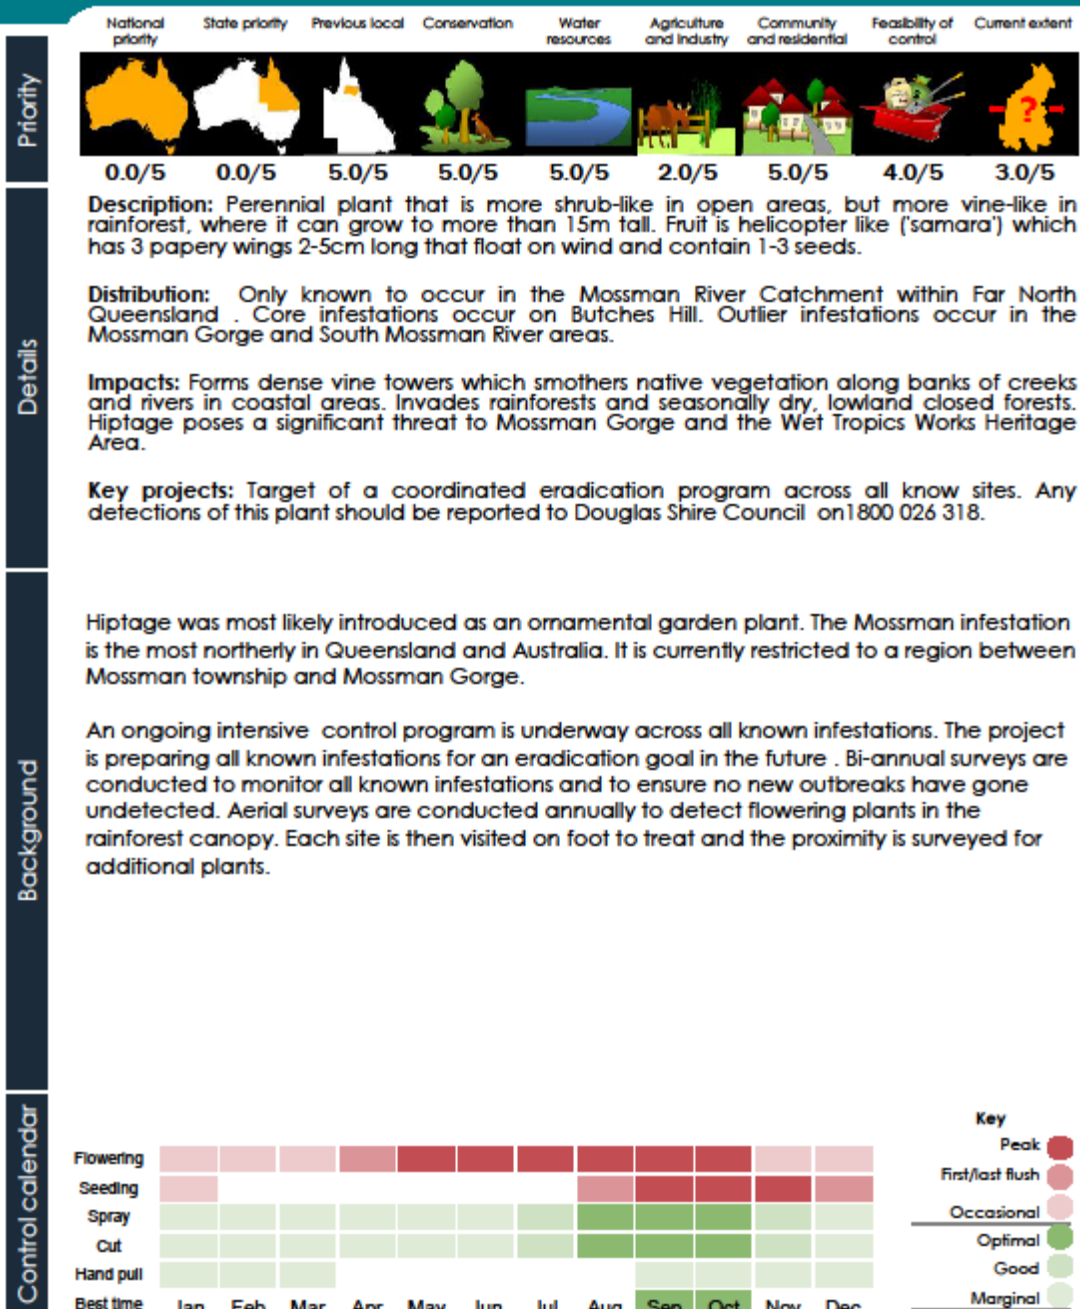 National priority
State priority
Previous local
Conservation
Water resources
Agriculture and industry
Community and residential
Feasibility of control
Current extent
Priority
?
0.0/5 0.0/5 5.0/5 5.0/5 5.0/5 2.0/5 5.0/5 4.0/5 3.0/5
Details
Description: Perennial plant that is more shrub-like in open areas, but more vine-like in
rainforest, where it can grow to more than 15m tall. Fruit is helicopter like ('samara') which
has 3 papery wings 2-5cm long that float on wind and contain 1-3 seeds.
Distribution: Only known to occur in the Mossman River Catchment within Far North
Queensland . Core infestations occur on Butches Hill. Outlier infestations occur in the
Mossman Gorge and South Mossman River areas.
Impacts: Forms dense vine towers which smothers native vegetation along banks of creeks
and rivers in coastal areas. Invades rainforests and seasonally dry, lowland closed forests.
Hiptage poses a significant threat to Mossman Gorge and the Wet Tropics Works Heritage
Area.
Key projects: Target of a coordinated eradication program across all know sites. Any
detections of this plant should be reported to Douglas Shire Council on1800 026 318.
Background
Hiptage was most likely introduced as an ornamental garden plant. The Mossman infestation
is the most northerly in Queensland and Australia. It is currently restricted to a region between
Mossman township and Mossman Gorge.
An ongoing intensive control program is underway across all known infestations. The project
is preparing all known infestations for an eradication goal in the future . Bi-annual surveys are
conducted to monitor all known infestations and to ensure no new outbreaks have gone
undetected. Aerial surveys are conducted annually to detect flowering plants in the
rainforest canopy. Each site is then visited on foot to treat and the proximity is surveyed for
additional plants.
Control calendar
Flowering
Seeding
Spray
Cut
Hand pull
Best time Jan Feb Mar Apr May Jun Jul Aug Sep Oct Nov Dec
Key
Peak
First/last flush
Occasional
Optimal
Good
Marginal